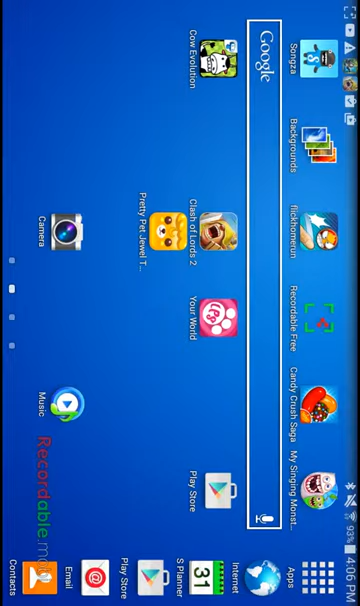 93% 4:06 PM
Songza
Backgrounds
flickhomerun
Recordable Free
Candy Crush Saga
My Singing Monst...
Apps
Google
Internet
Cow Evolution
Clash of Lords 2
Your World
Play Store
S Planner
31
Pretty Pet Jewel T...
Play Store
Email
Camera
Music
Contacts